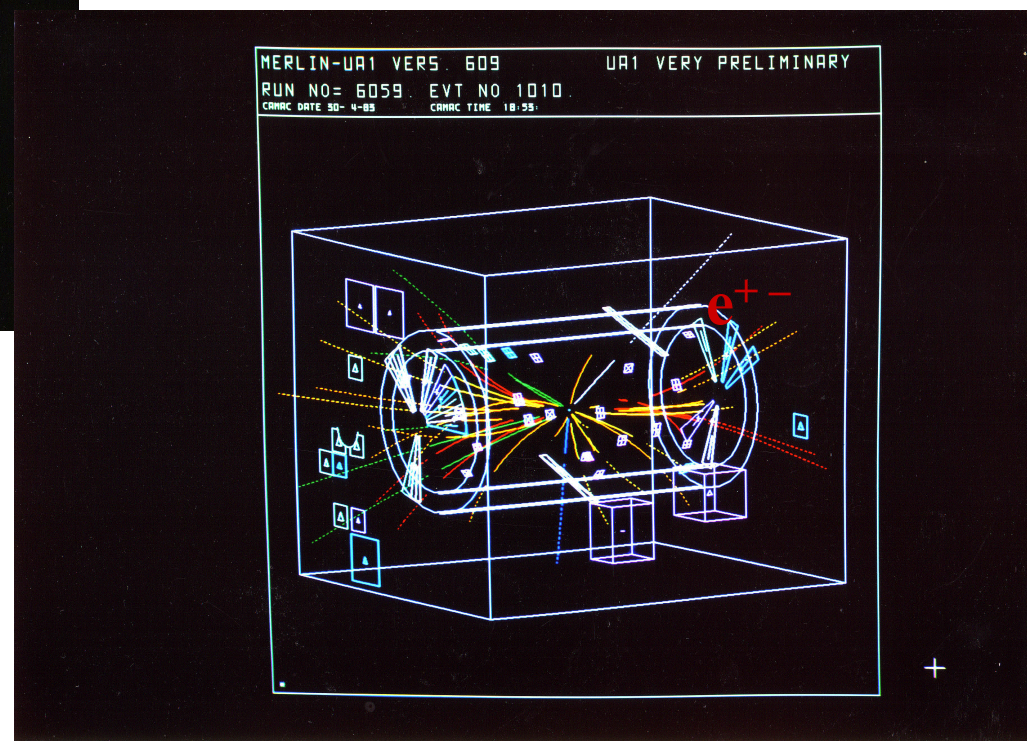 MERLIN-UA1 VERS. 609 UA1 VERY PRELIMINARY
RUN NO= 6059. EVT NO 1010.
CAMAC DATE 30- 4-83 CAMAC TIME 18:53:
e+ −